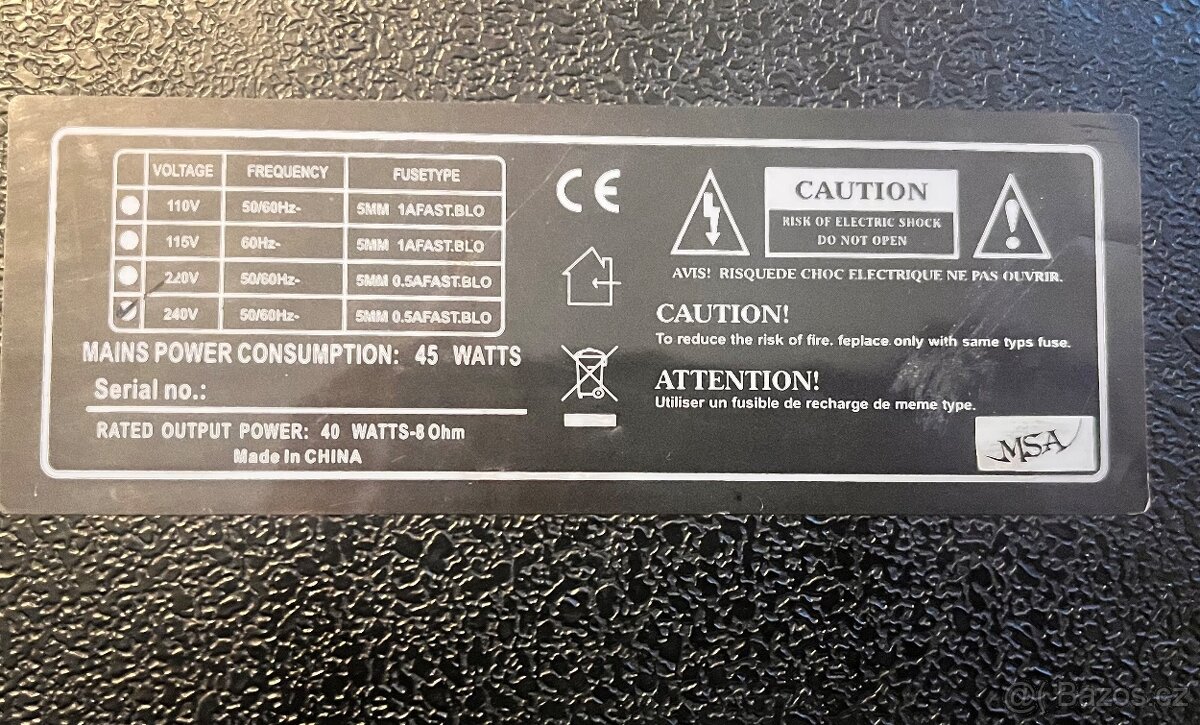 VOLTAGE FREQUENCY FUSETYPE
110V 50/60Hz~ 5MM 1AFAST.BLO
115V 60Hz~ 5MM 1AFAST.BLO
220V 50/60Hz~ 5MM 0.5AFAST.BLO
240V 50/60Hz~ 5MM 0.5AFAST.BLO
MAINS POWER CONSUMPTION: 45 WATTS
Serial no.:
RATED OUTPUT POWER: 40 WATTS-8 Ohm
Made In CHINA
CE
CAUTION
RISK OF ELECTRIC SHOCK
DO NOT OPEN
AVIS! RISQUEDE CHOC ELECTRIQUE NE PAS OUVRIR.
CAUTION!
To reduce the risk of fire. feplace only with same typs fuse.
ATTENTION!
Utiliser un fusible de recharge de meme type.
MSA
@( Bazos.cz